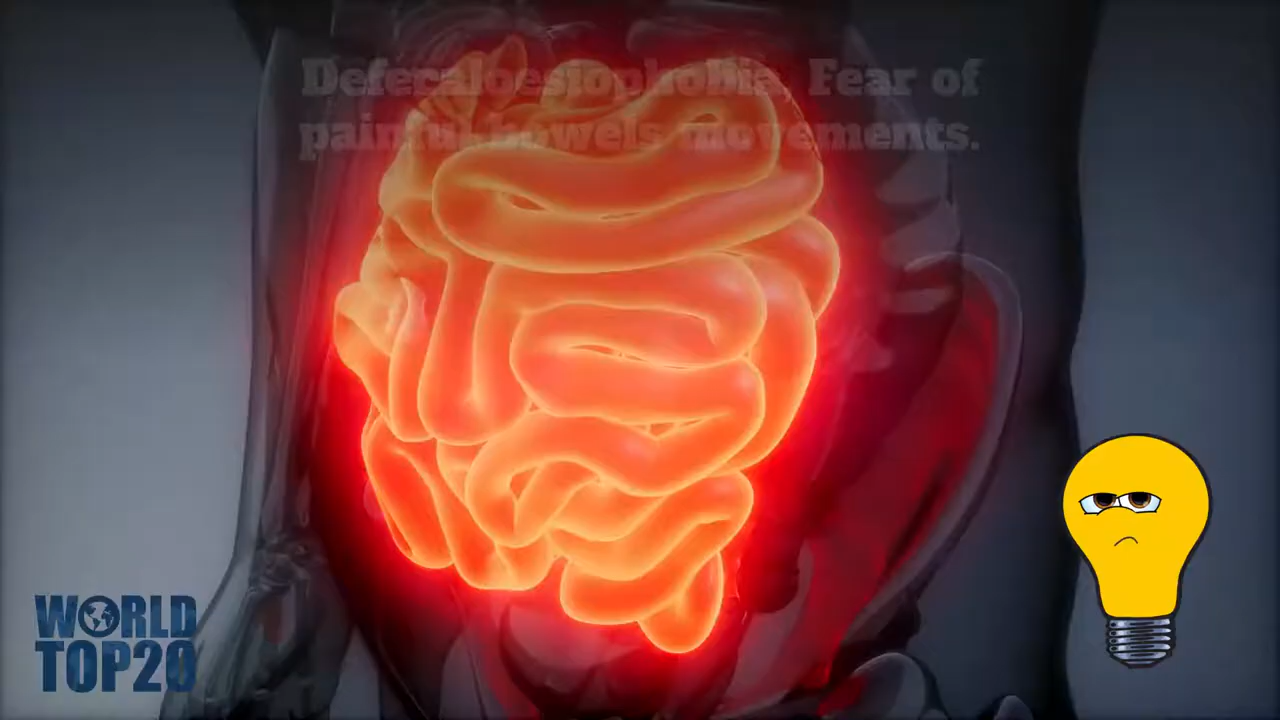 Defecaloesiophobia, Fear of
painful bowels movements.
WORLD
TOP20